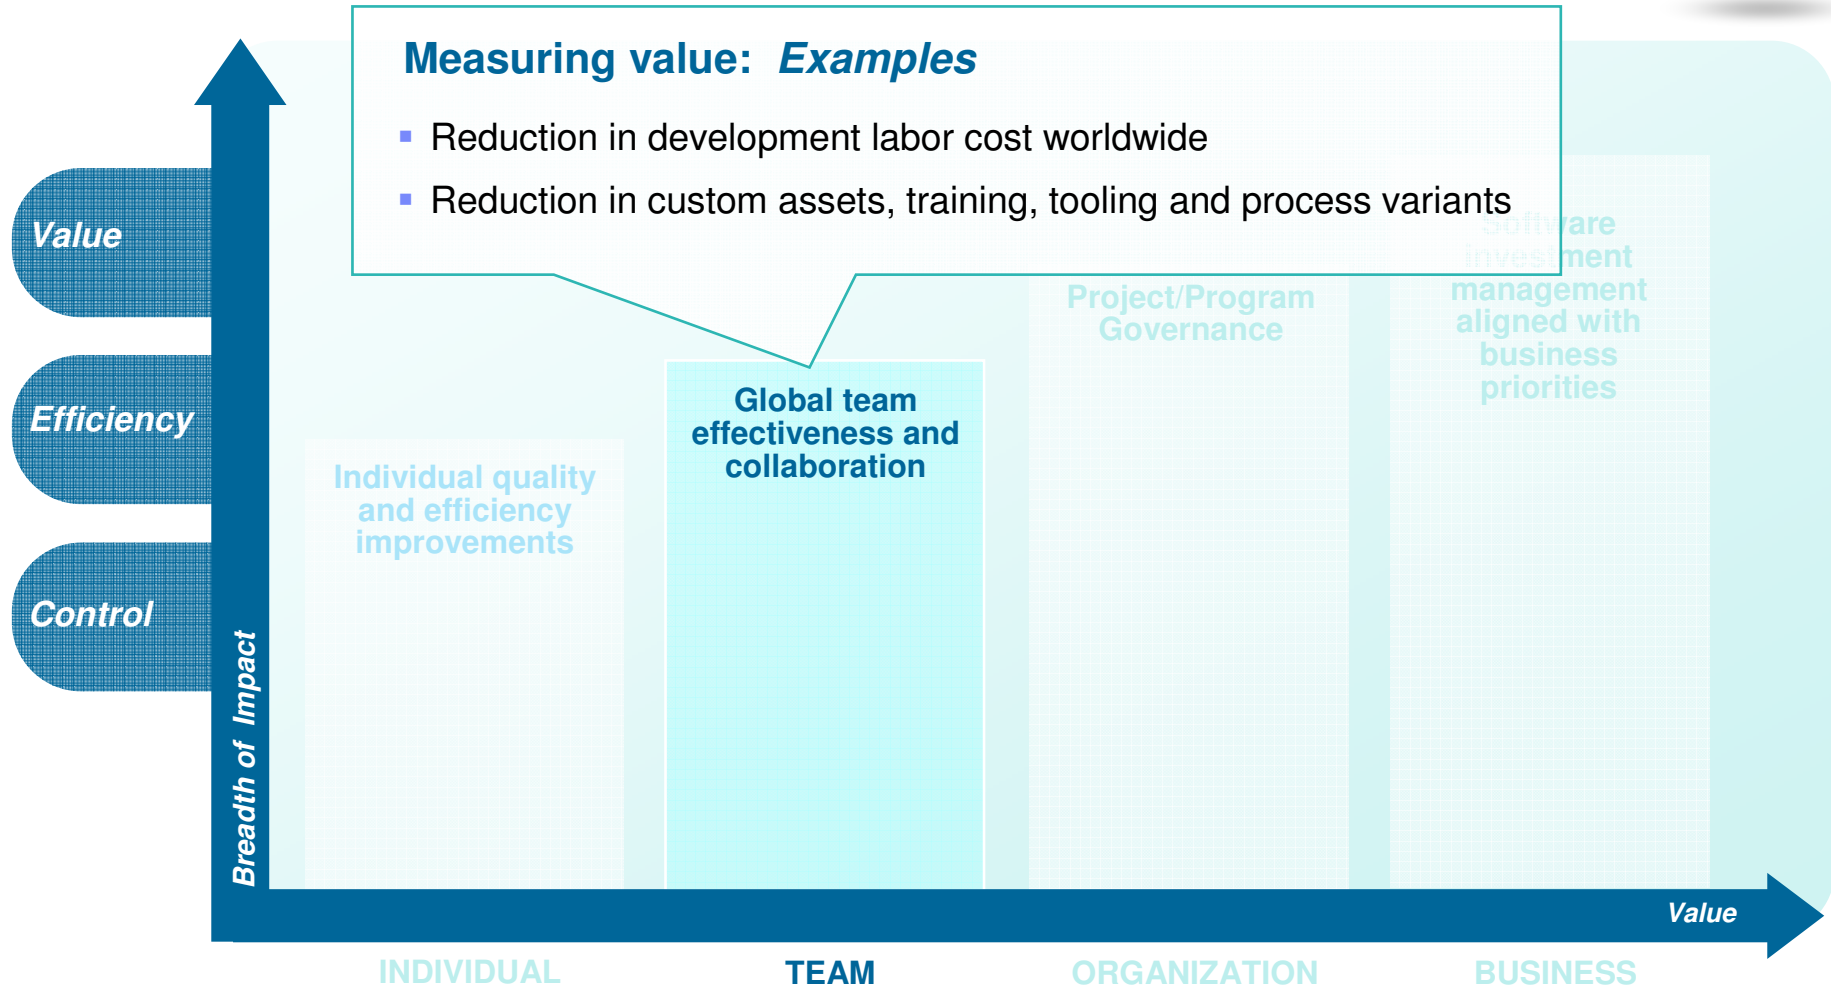 Measuring value: Examples
Reduction in development labor cost worldwide
Reduction in custom assets, training, tooling and process variants
Value
Efficiency
Control
Breadth of Impact
Individual quality
and efficiency
improvements
Global team
effectiveness and
collaboration
Project/Program
Governance
Software
investment
management
aligned with
business
priorities
Value
INDIVIDUAL
TEAM
ORGANIZATION
BUSINESS